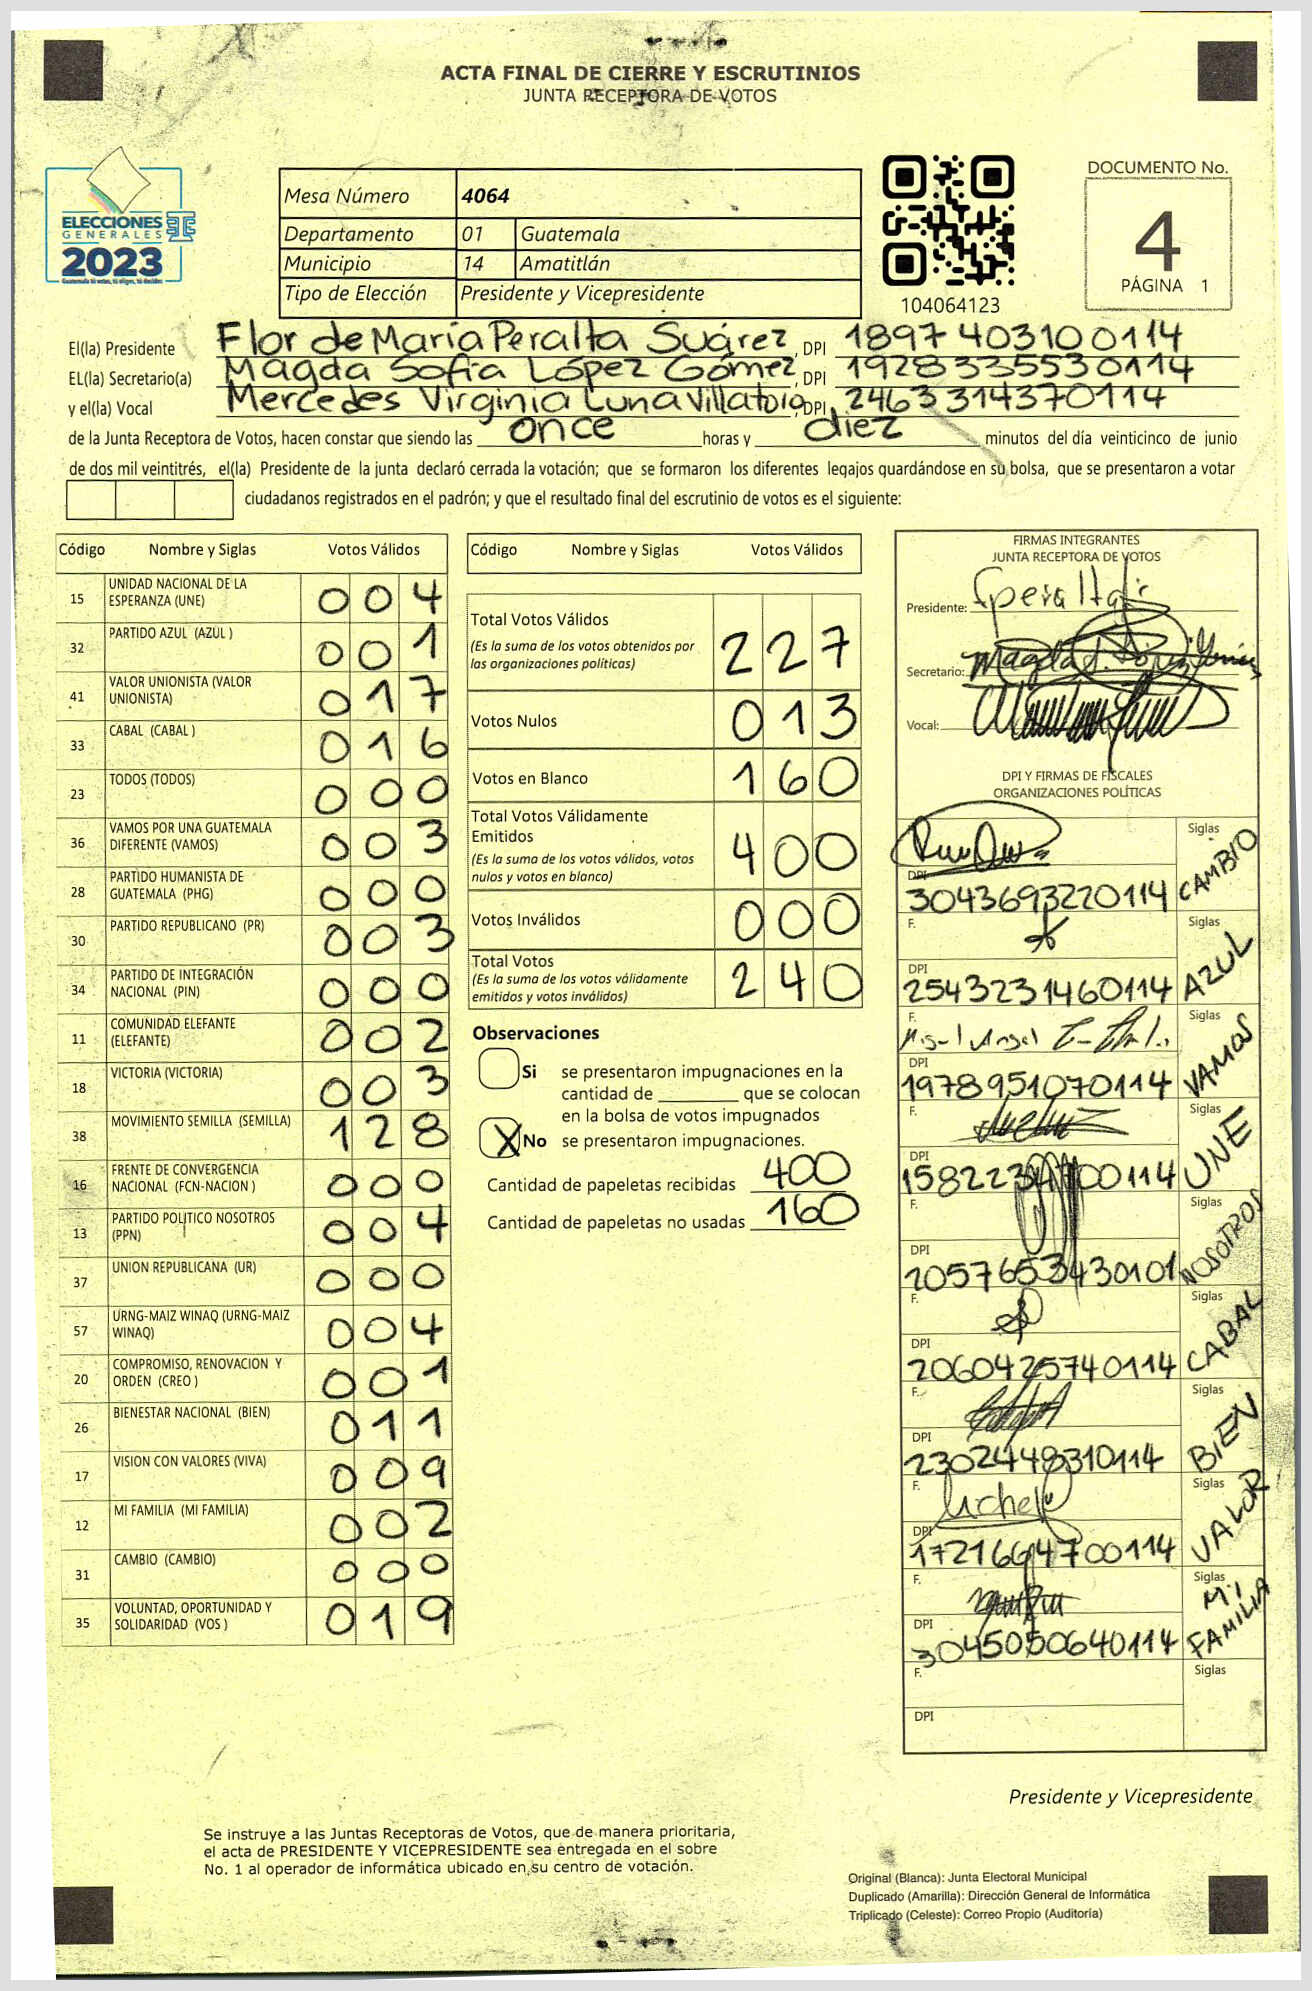 ACTA FINAL DE CIERRE Y ESCRUTINIOS
JUNTA RECEPTORA DE VOTOS
ELECCIONES
GENERALES
2023
Mesa Número 4064
Departamento 01 Guatemala
Municipio 14 Amatitlán
Tipo de Elección Presidente y Vicepresidente
104064123
DOCUMENTO No.
4
PÁGINA 1
El(la) Presidente Flor de María Peralta Suárez, DPI 1897 403100114
EL(la) Secretario(a) Magda Sofía López Gómez, DPI 1928335530114
y el(la) Vocal Mercedes Virginia Luna Villatoro, DPI 2463314370114
de la Junta Receptora de Votos, hacen constar que siendo las once horas y diez minutos del día veinticinco de junio
de dos mil veintitrés, el(la) Presidente de la junta declaró cerrada la votación; que se formaron los diferentes legajos guardándose en su bolsa, que se presentaron a votar
ciudadanos registrados en el padrón; y que el resultado final del escrutinio de votos es el siguiente:
Código Nombre y Siglas Votos Válidos
15 UNIDAD NACIONAL DE LA ESPERANZA (UNE) 004
32 PARTIDO AZUL (AZUL ) 001
41 VALOR UNIONISTA (VALOR UNIONISTA) 017
33 CABAL (CABAL ) 016
23 TODOS (TODOS) 000
36 VAMOS POR UNA GUATEMALA DIFERENTE (VAMOS) 003
28 PARTIDO HUMANISTA DE GUATEMALA (PHG) 000
30 PARTIDO REPUBLICANO (PR) 003
34 PARTIDO DE INTEGRACIÓN NACIONAL (PIN) 000
11 COMUNIDAD ELEFANTE (ELEFANTE) 002
18 VICTORIA (VICTORIA) 003
38 MOVIMIENTO SEMILLA (SEMILLA) 128
16 FRENTE DE CONVERGENCIA NACIONAL (FCN-NACION ) 000
13 PARTIDO POLITICO NOSOTROS (PPN) 004
37 UNION REPUBLICANA (UR) 000
57 URNG-MAIZ WINAQ (URNG-MAIZ WINAQ) 004
20 COMPROMISO, RENOVACION Y ORDEN (CREO ) 001
26 BIENESTAR NACIONAL (BIEN) 011
17 VISION CON VALORES (VIVA) 009
12 MI FAMILIA (MI FAMILIA) 002
31 CAMBIO (CAMBIO) 000
35 VOLUNTAD, OPORTUNIDAD Y SOLIDARIDAD (VOS ) 019
Código Nombre y Siglas Votos Válidos
Total Votos Válidos 227
(Es la suma de los votos obtenidos por
las organizaciones políticas)
Votos Nulos 013
Votos en Blanco 160
Total Votos Válidamente
Emitidos 400
(Es la suma de los votos válidos, votos
nulos y votos en blanco)
Votos Inválidos 000
Total Votos 240
(Es la suma de los votos válidamente
emitidos y votos inválidos)
Observaciones
Si se presentaron impugnaciones en la
cantidad de ________ que se colocan
en la bolsa de votos impugnados
X No se presentaron impugnaciones.
Cantidad de papeletas recibidas 400
Cantidad de papeletas no usadas 160
FIRMAS INTEGRANTES
JUNTA RECEPTORA DE VOTOS
Presidente:
Secretario:
Vocal:
DPI Y FIRMAS DE FISCALES
ORGANIZACIONES POLÍTICAS
Siglas CAMBIO
DPI
3043693220114
F.
Siglas AZUL
DPI
2543231460114
F. Miguel Angel
Siglas VAMOS
DPI
1978951070114
F.
Siglas UNE
DPI
F.
Siglas NOSOTROS
DPI
2057653430101
F.
Siglas CABAL
DPI
2060425740114
F.
Siglas BIEN
DPI
2302448310114
F.
Siglas VALOR
DPI
1721664700114
F.
Siglas MI FAMILIA
DPI
3045050640114
F.
Siglas
DPI
Presidente y Vicepresidente
Se instruye a las Juntas Receptoras de Votos, que de manera prioritaria,
el acta de PRESIDENTE Y VICEPRESIDENTE sea entregada en el sobre
No. 1 al operador de informática ubicado en su centro de votación.
Original (Blanca): Junta Electoral Municipal
Duplicado (Amarilla): Dirección General de Informática
Triplicado (Celeste): Correo Propio (Auditoría)